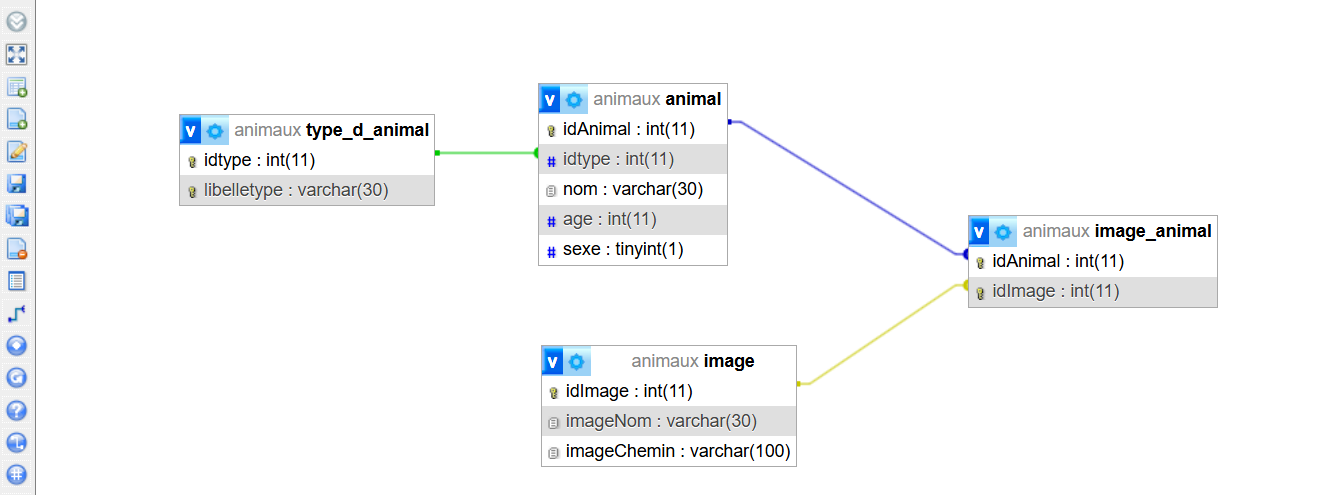 v animaux type_d_animal
idtype : int(11)
libelletype : varchar(30)
v animaux animal
idAnimal : int(11)
# idtype : int(11)
nom : varchar(30)
# age : int(11)
# sexe : tinyint(1)
v animaux image_animal
idAnimal : int(11)
idImage : int(11)
v animaux image
idImage : int(11)
imageNom : varchar(30)
imageChemin : varchar(100)